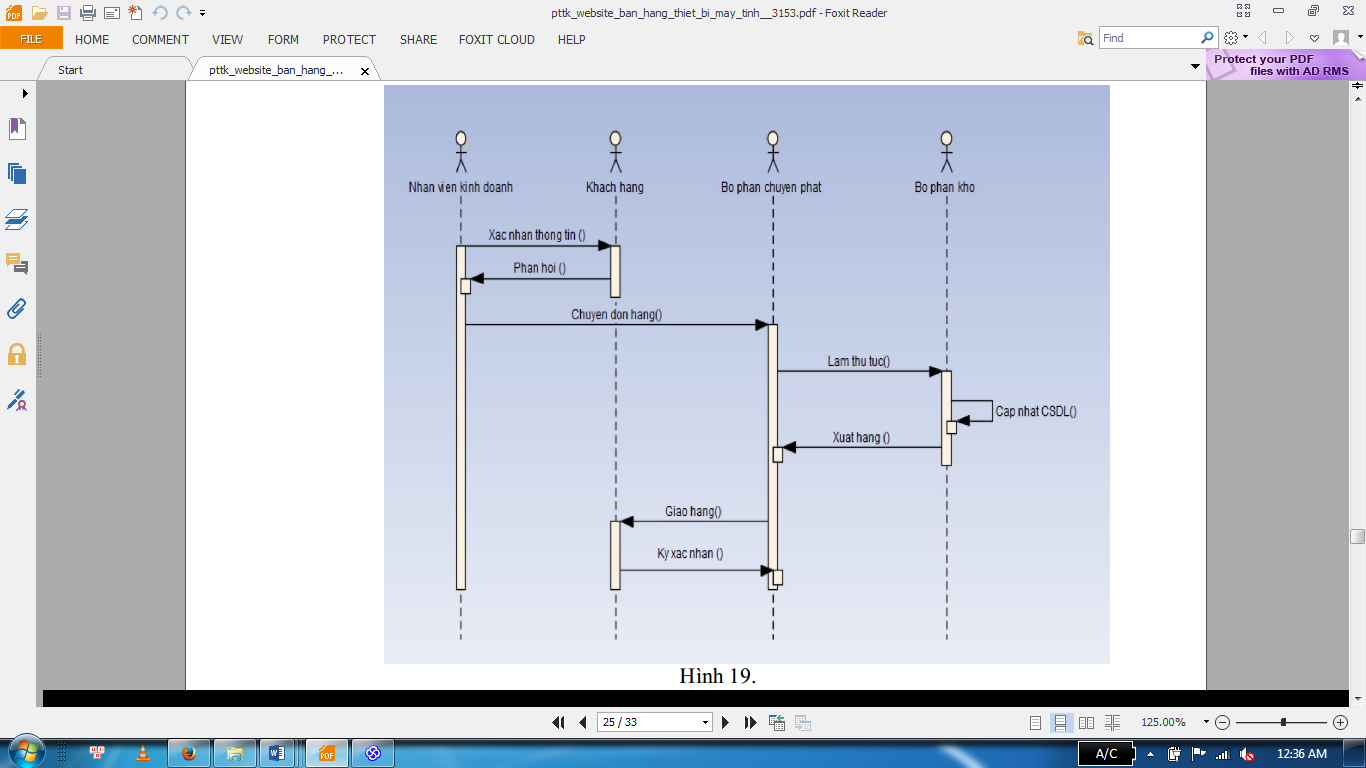 pttk_website_ban_hang_thiet_bi_may_tinh__3153.pdf - Foxit Reader
FILE HOME COMMENT VIEW FORM PROTECT SHARE FOXIT CLOUD HELP
Find
Start
pttk_website_ban_hang_...
Protect your PDF
files with AD RMS
Nhan vien kinh doanh
Khach hang
Bo phan chuyen phat
Bo phan kho
Xac nhan thong tin ()
Phan hoi ()
Chuyen don hang()
Lam thu tuc()
Cap nhat CSDL()
Xuat hang ()
Giao hang()
Ky xac nhan ()
Hình 19.
25 / 33
125.00%
A/C
12:36 AM